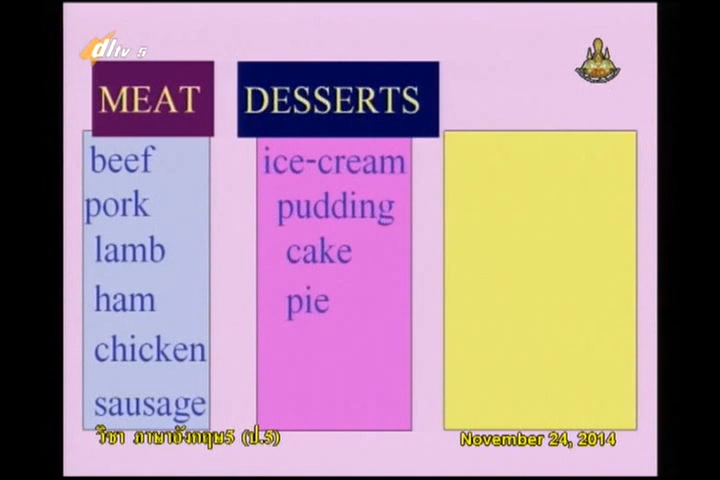 dltv 5
MEAT
beef
pork
lamb
ham
chicken
sausage
DESSERTS
ice-cream
pudding
cake
pie
วิชา ภาษาอังกฤษ5 (ป.5)
November 24, 2014